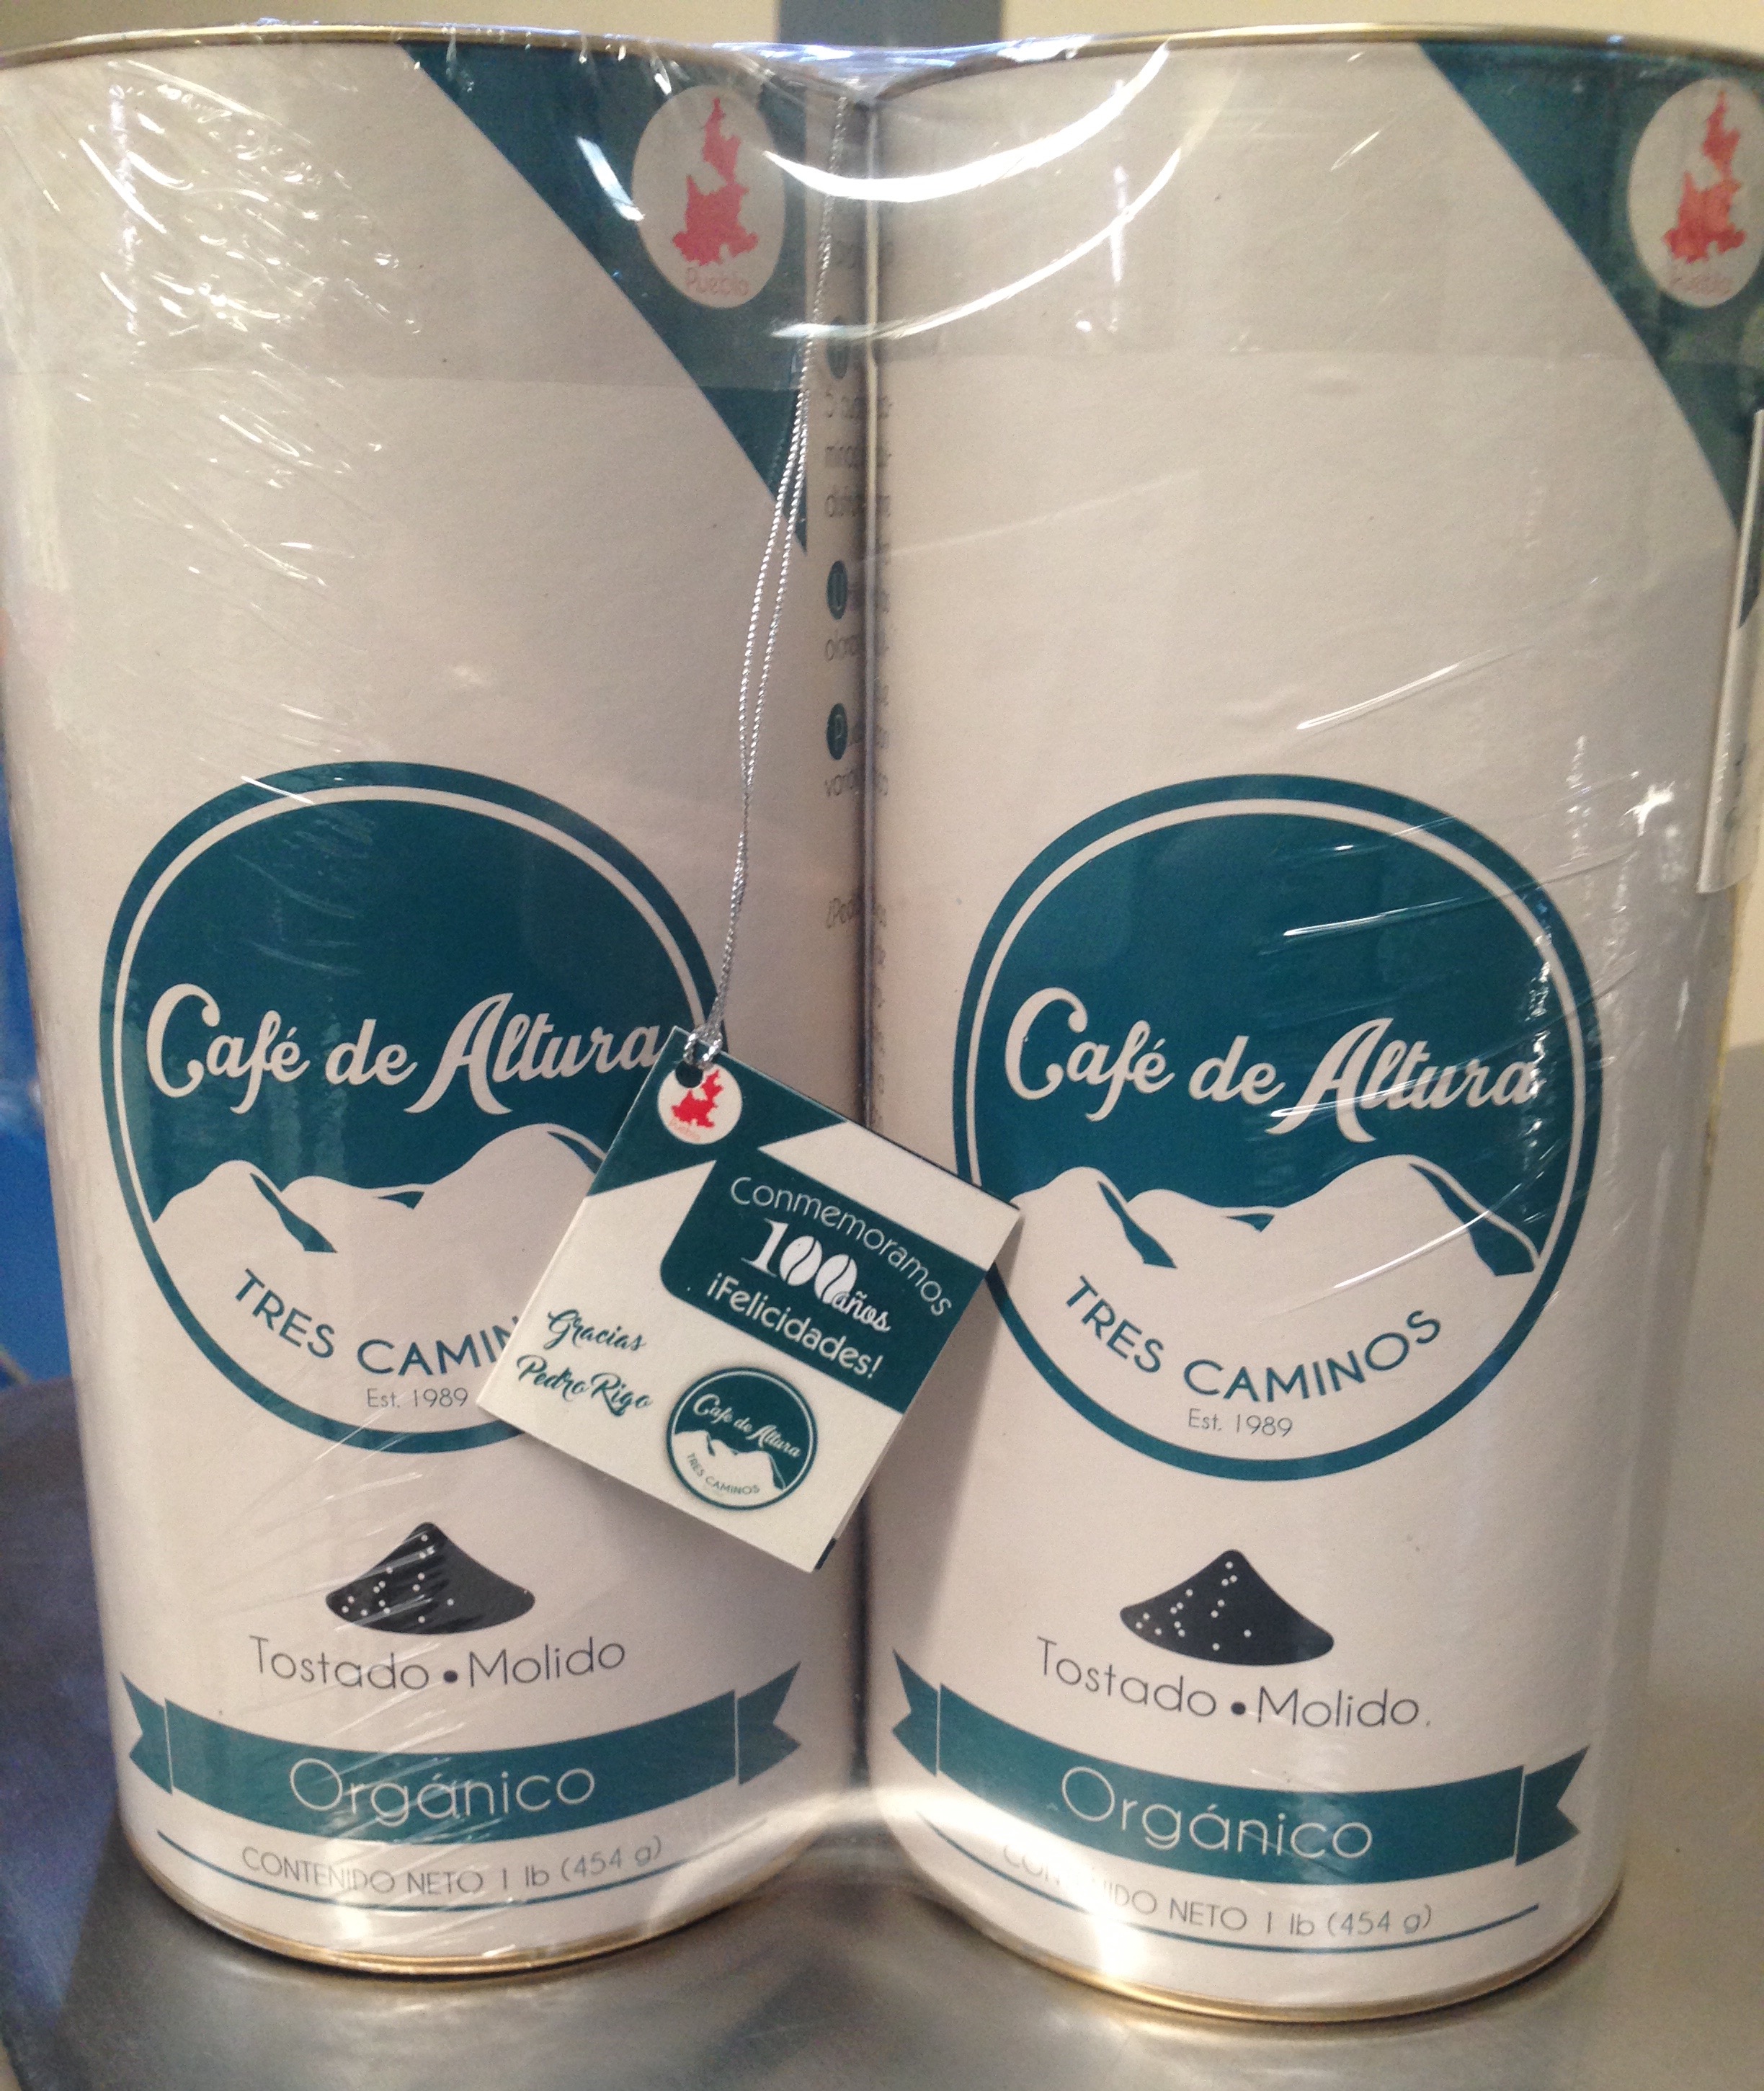 Puebla
Café de Altura
TRES CAMIN
Est. 1989
Tostado • Molido
Orgánico
CONTENIDO NETO 1 lb (454 g)
Conmemoramos
100 años
¡Felicidades!
Gracias
Pedro Rigo
Café de Altura
TRES CAMINOS
U
P
Puebla
Café de Altura
TRES CAMINOS
Est. 1989
Tostado • Molido.
Orgánico
NETO 1 lb (454 g)